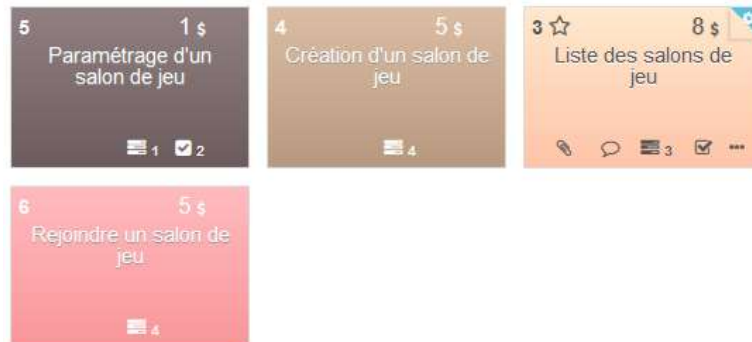 5 1 $
Paramétrage d'un
salon de jeu
1 2
4 5 $
Création d'un salon de
jeu
4
3 8 $
Liste des salons de
jeu
3
6 5 $
Rejoindre un salon de
jeu
4